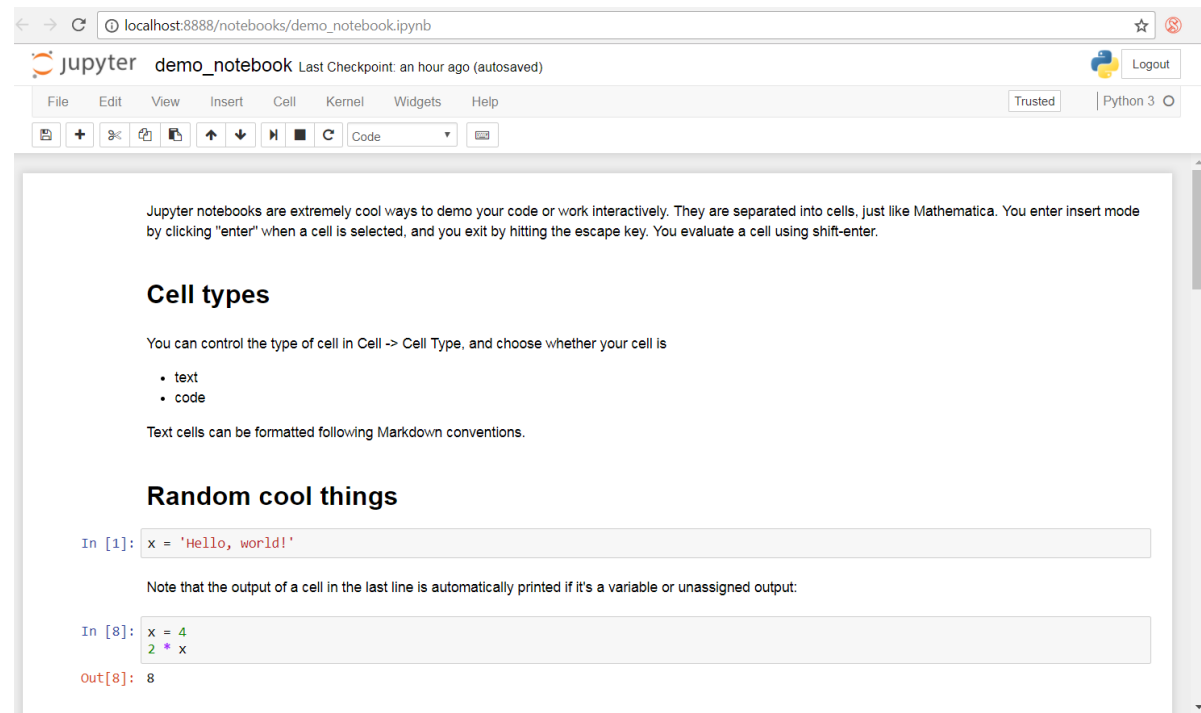 localhost:8888/notebooks/demo_notebook.ipynb
jupyter demo_notebook Last Checkpoint: an hour ago (autosaved) Logout
File Edit View Insert Cell Kernel Widgets Help Trusted Python 3
Code
Jupyter notebooks are extremely cool ways to demo your code or work interactively. They are separated into cells, just like Mathematica. You enter insert mode
by clicking "enter" when a cell is selected, and you exit by hitting the escape key. You evaluate a cell using shift-enter.
Cell types
You can control the type of cell in Cell -> Cell Type, and choose whether your cell is
• text
• code
Text cells can be formatted following Markdown conventions.
Random cool things
In [1]: x = 'Hello, world!'
Note that the output of a cell in the last line is automatically printed if it's a variable or unassigned output:
In [8]: x = 4
2 * x
Out[8]: 8